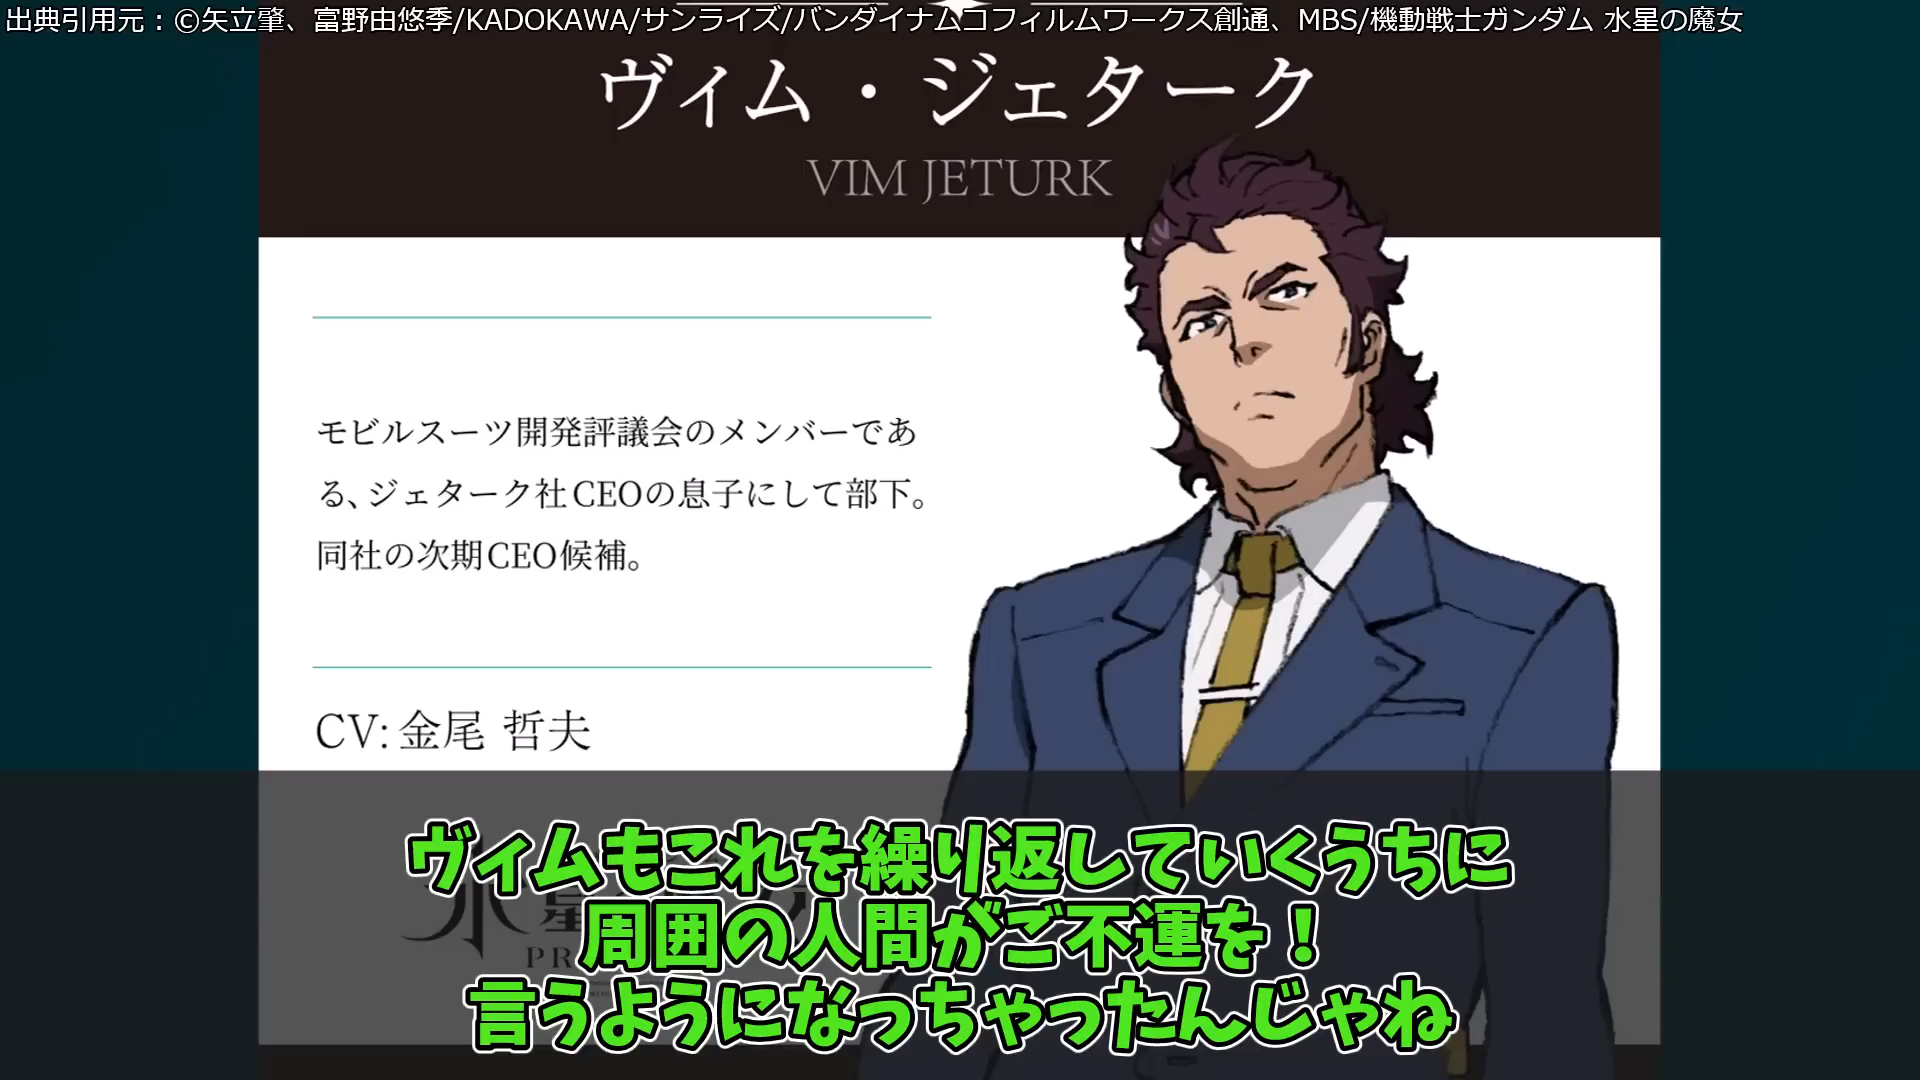 出典引用元：©矢立肇、富野由悠季/KADOKAWA/サンライズ/バンダイナムコフィルムワークス創通、MBS/機動戦士ガンダム 水星の魔女
ヴィム・ジェターク
VIM JETURK
モビルスーツ開発評議会のメンバーであ
る、ジェターク社CEOの息子にして部下。
同社の次期CEO候補。
CV: 金尾 哲夫
水星
PR
ヴィムもこれを繰り返していくうちに
周囲の人間がご不運を！
言うようになっちゃったんじゃね